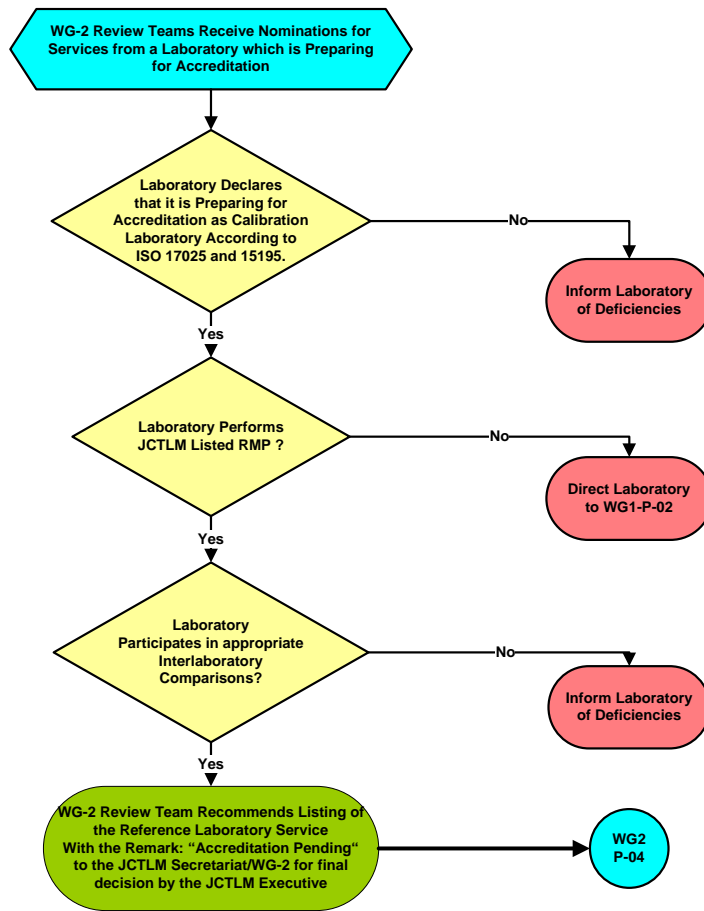 WG-2 Review Teams Receive Nominations for
Services from a Laboratory which is Preparing
for Accreditation
Laboratory Declares
that it is Preparing for
Accreditation as Calibration
Laboratory According to
ISO 17025 and 15195.
No
Inform Laboratory
of Deficiencies
Yes
Laboratory Performs
JCTLM Listed RMP ?
No
Direct Laboratory
to WG1-P-02
Yes
Laboratory
Participates in appropriate
Interlaboratory
Comparisons?
No
Inform Laboratory
of Deficiencies
Yes
WG-2 Review Team Recommends Listing of
the Reference Laboratory Service
With the Remark: “Accreditation Pending“
to the JCTLM Secretariat/WG-2 for final
decision by the JCTLM Executive
WG2
P-04